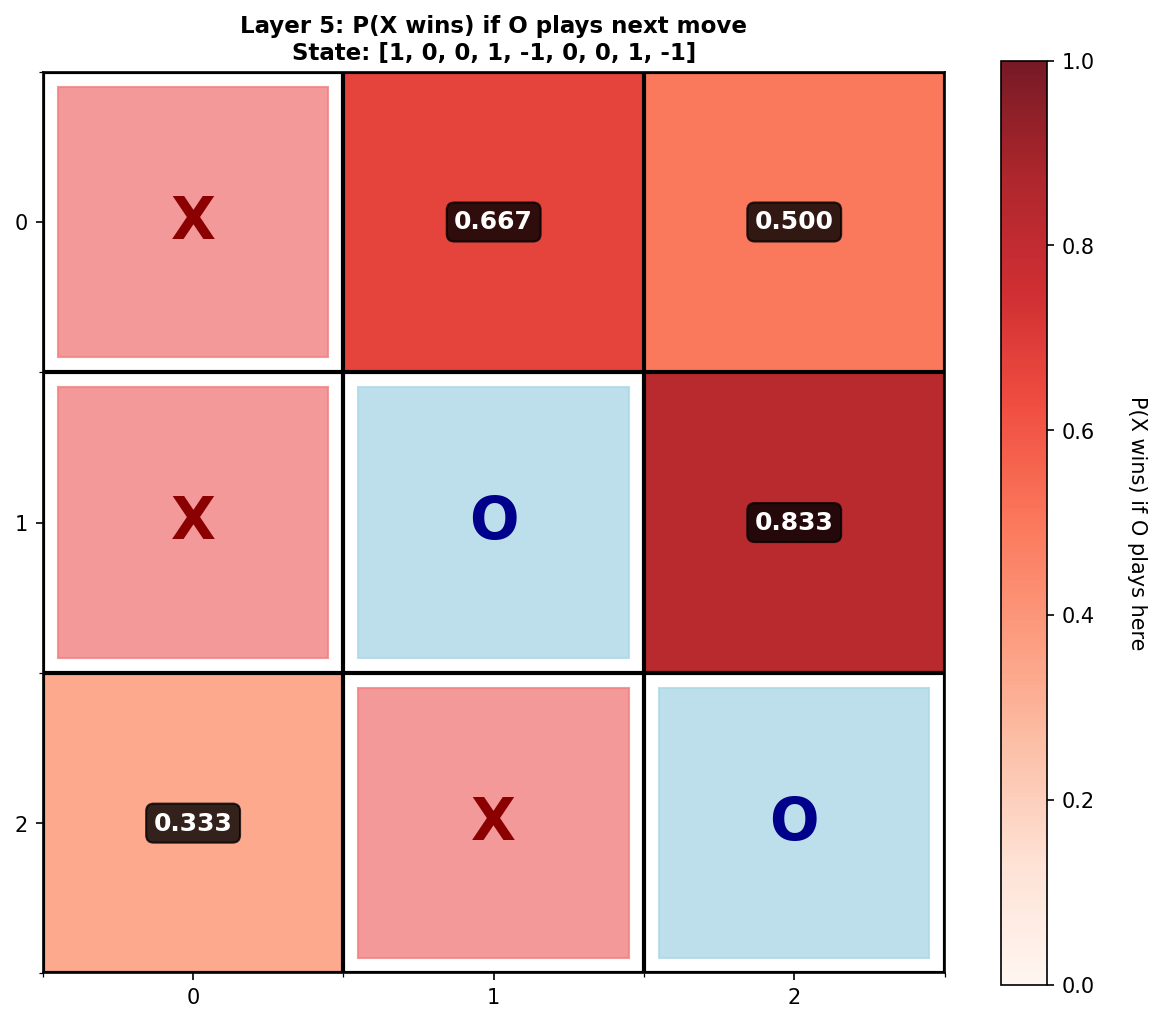 Layer 5: P(X wins) if O plays next move
State: [1, 0, 0, 1, -1, 0, 0, 1, -1]
0
X
0.667
0.500
1
X
O
0.833
2
0.333
X
O
0
1
2
1.0
0.8
0.6
0.4
0.2
0.0
P(X wins) if O plays here